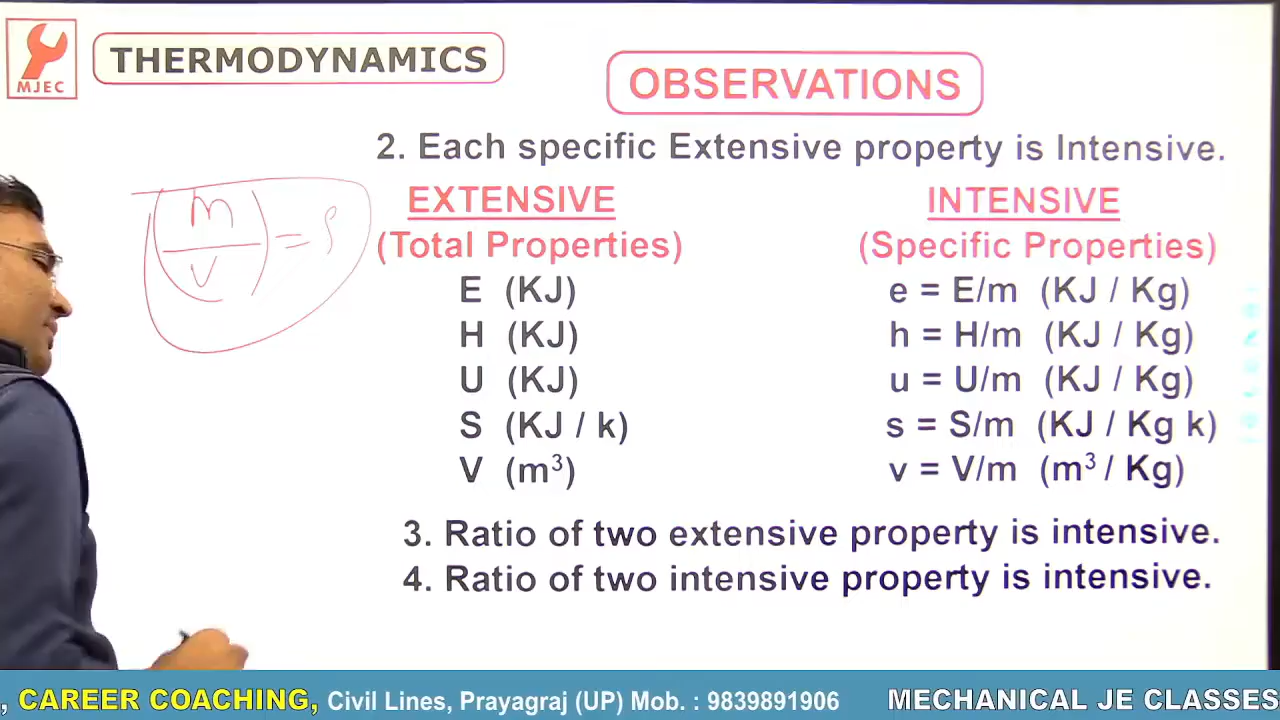 MJEC
THERMODYNAMICS
OBSERVATIONS
2. Each specific Extensive property is Intensive.
(m/v) = ρ
EXTENSIVE INTENSIVE
(Total Properties) (Specific Properties)
E (KJ) e = E/m (KJ / Kg)
H (KJ) h = H/m (KJ / Kg)
U (KJ) u = U/m (KJ / Kg)
S (KJ / k) s = S/m (KJ / Kg k)
V (m³) v = V/m (m³ / Kg)
3. Ratio of two extensive property is intensive.
4. Ratio of two intensive property is intensive.
, CAREER COACHING, Civil Lines, Prayagraj (UP) Mob. : 9839891906 MECHANICAL JE CLASSES